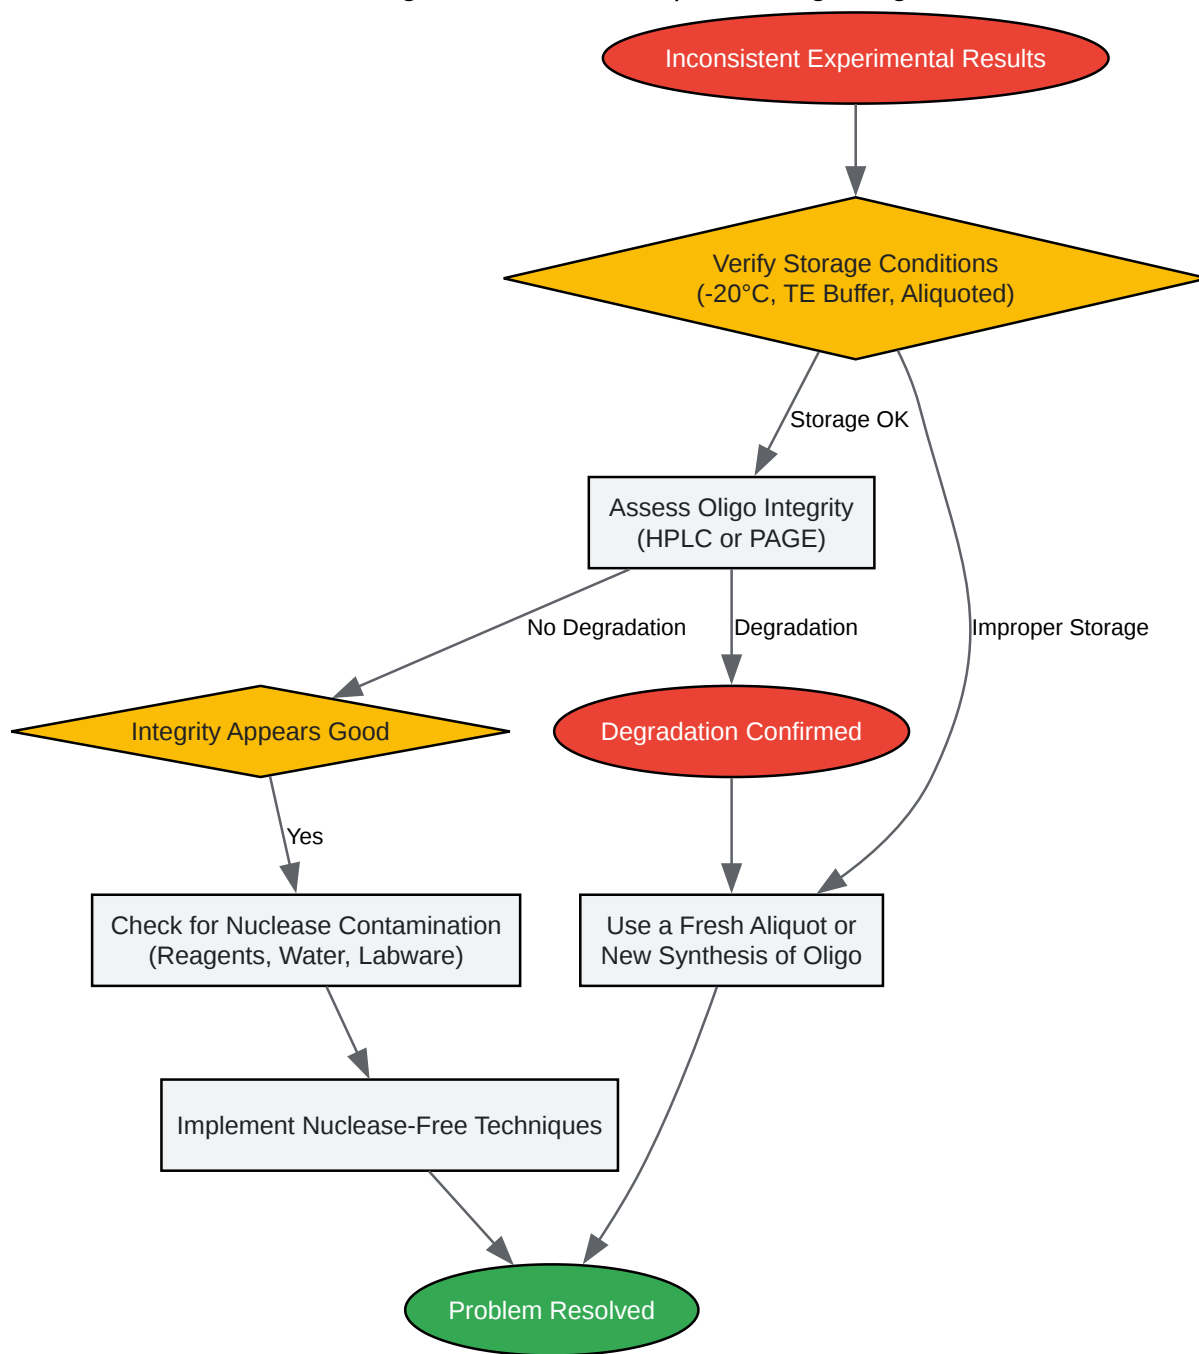 Inconsistent Experimental Results
Verify Storage Conditions
(-20°C, TE Buffer, Aliquoted)
Storage OK
Assess Oligo Integrity
(HPLC or PAGE)
No Degradation
Degradation
Improper Storage
Integrity Appears Good
Degradation Confirmed
Yes
Check for Nuclease Contamination
(Reagents, Water, Labware)
Use a Fresh Aliquot or
New Synthesis of Oligo
Implement Nuclease-Free Techniques
Problem Resolved